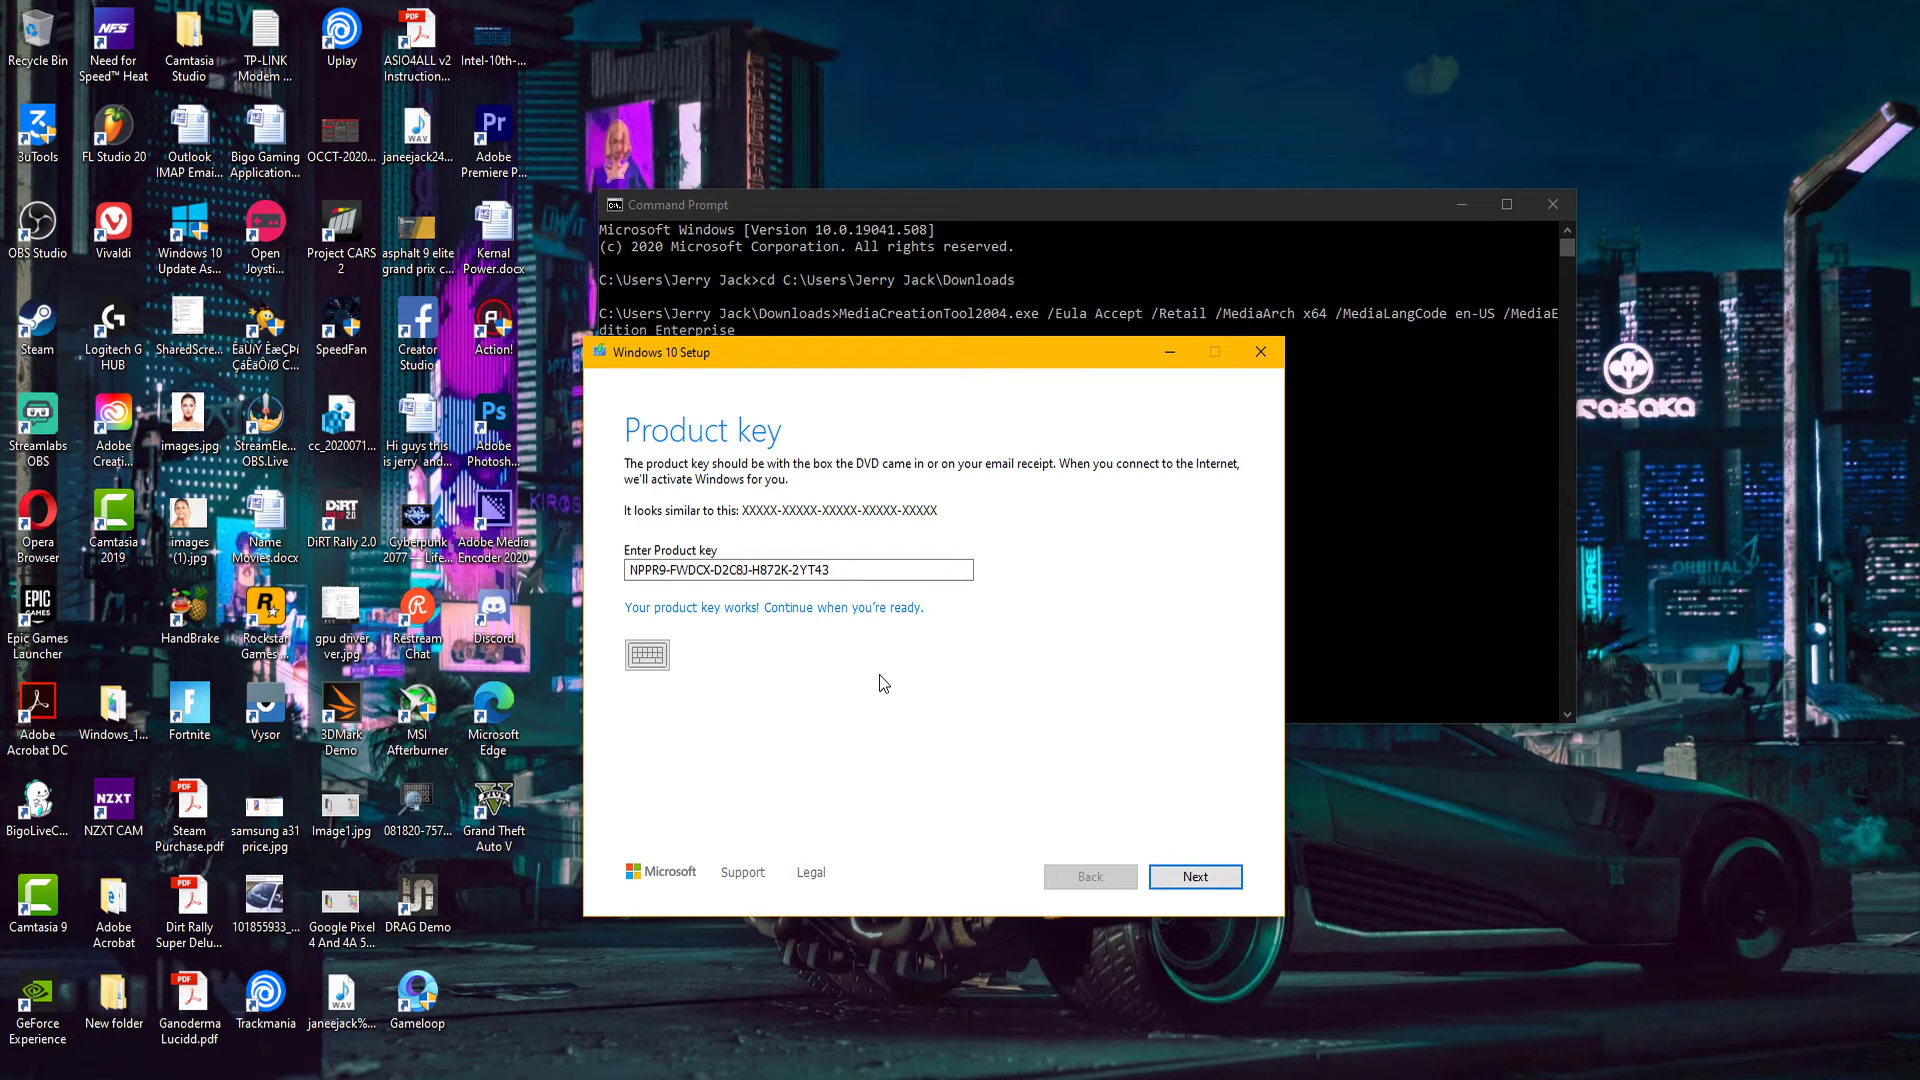 Recycle Bin
Need for
Speed™ Heat
Camtasia
Studio
TP-LINK
Modem ...
Uplay
ASIO4ALL v2
Instruction...
Intel-10th-...
3uTools
FL Studio 20
Outlook
IMAP Emai...
Bigo Gaming
Application...
OCCT-2020...
janeejack24...
Adobe
Premiere P...
OBS Studio
Vivaldi
Windows 10
Update As...
Open
Joysti...
Project CARS
2
asphalt 9 elite
grand prix c...
Kernal
Power.docx
Steam
Logitech G
HUB
SharedScre...
ÊäÙíÝ ÈæÇÞí
ÇáÊäÔíØ C...
SpeedFan
Creator
Studio
Action!
Streamlabs
OBS
Adobe
Creati...
images.jpg
StreamEle...
OBS.Live
cc_2020071...
Hi guys this
is jerry  and...
Adobe
Photosh...
Opera
Browser
Camtasia
2019
images
(1).jpg
Name
Movies.docx
DiRT Rally 2.0
Cyberpunk
2077 — Life...
Adobe Media
Encoder 2020
Epic Games
Launcher
HandBrake
Rockstar
Games ...
gpu driver
ver.jpg
Restream
Chat
Discord
Adobe
Acrobat DC
Windows_1...
Fortnite
Vysor
3DMark
Demo
MSI
Afterburner
Microsoft
Edge
BigoLiveC...
NZXT CAM
Steam
Purchase.pdf
samsung a31
price.jpg
Image1.jpg
081820-757...
Grand Theft
Auto V
Camtasia 9
Adobe
Acrobat
Dirt Rally
Super Delu...
101855933_...
Google Pixel
4 And 4A 5...
DRAG Demo
GeForce
Experience
New folder
Ganoderma
Lucidd.pdf
Trackmania
janeejack%...
Gameloop
Command Prompt
Microsoft Windows [Version 10.0.19041.508]
(c) 2020 Microsoft Corporation. All rights reserved.
C:\Users\Jerry Jack>cd C:\Users\Jerry Jack\Downloads
C:\Users\Jerry Jack\Downloads>MediaCreationTool2004.exe /Eula Accept /Retail /MediaArch x64 /MediaLangCode en-US /MediaE
dition Enterprise
Windows 10 Setup
Product key
The product key should be with the box the DVD came in or on your email receipt. When you connect to the Internet,
we'll activate Windows for you.
It looks similar to this: XXXXX-XXXXX-XXXXX-XXXXX-XXXXX
Enter Product key
NPPR9-FWDCX-D2C8J-H872K-2YT43
Your product key works! Continue when you're ready.
Microsoft
Support
Legal
Back
Next
ORBITAL
AIR